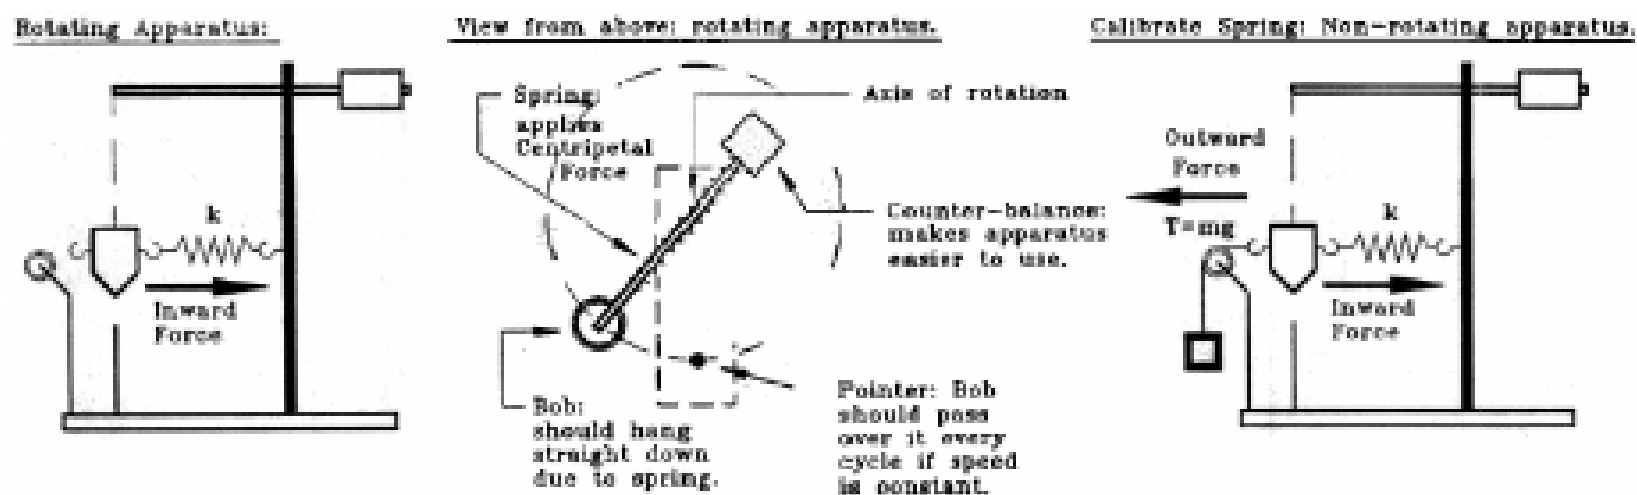 Rotating Apparatus:
k
Inward
Force
View from above: rotating apparatus.
Spring:
applies
Centripetal
Force
Axis of rotation
Counter-balance:
makes apparatus
easier to use.
Bob:
should hang
straight down
due to spring.
Pointer: Bob
should pass
over it every
cycle if speed
is constant.
Calibrate Spring: Non-rotating apparatus.
Outward
Force
T=mg
k
Inward
Force